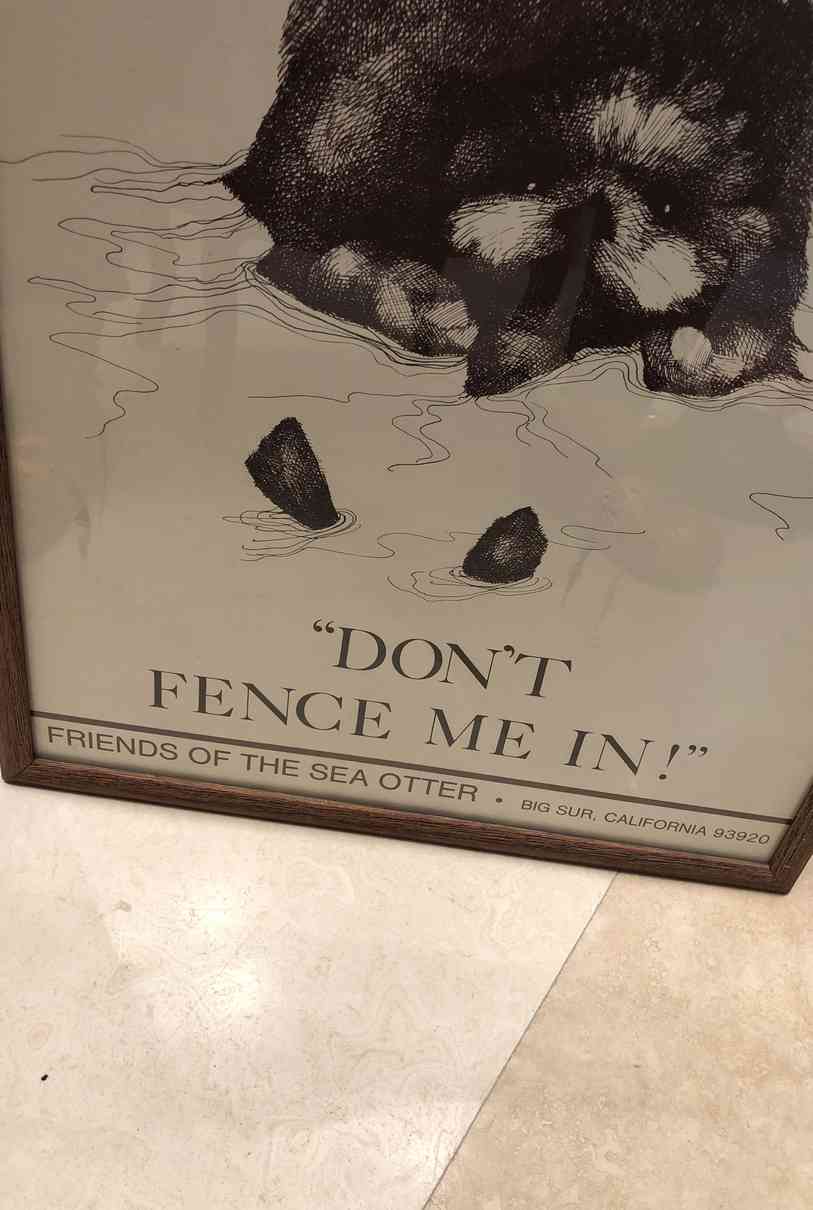 “DON’T
FENCE ME IN!”
FRIENDS OF THE SEA OTTER • BIG SUR, CALIFORNIA 93920